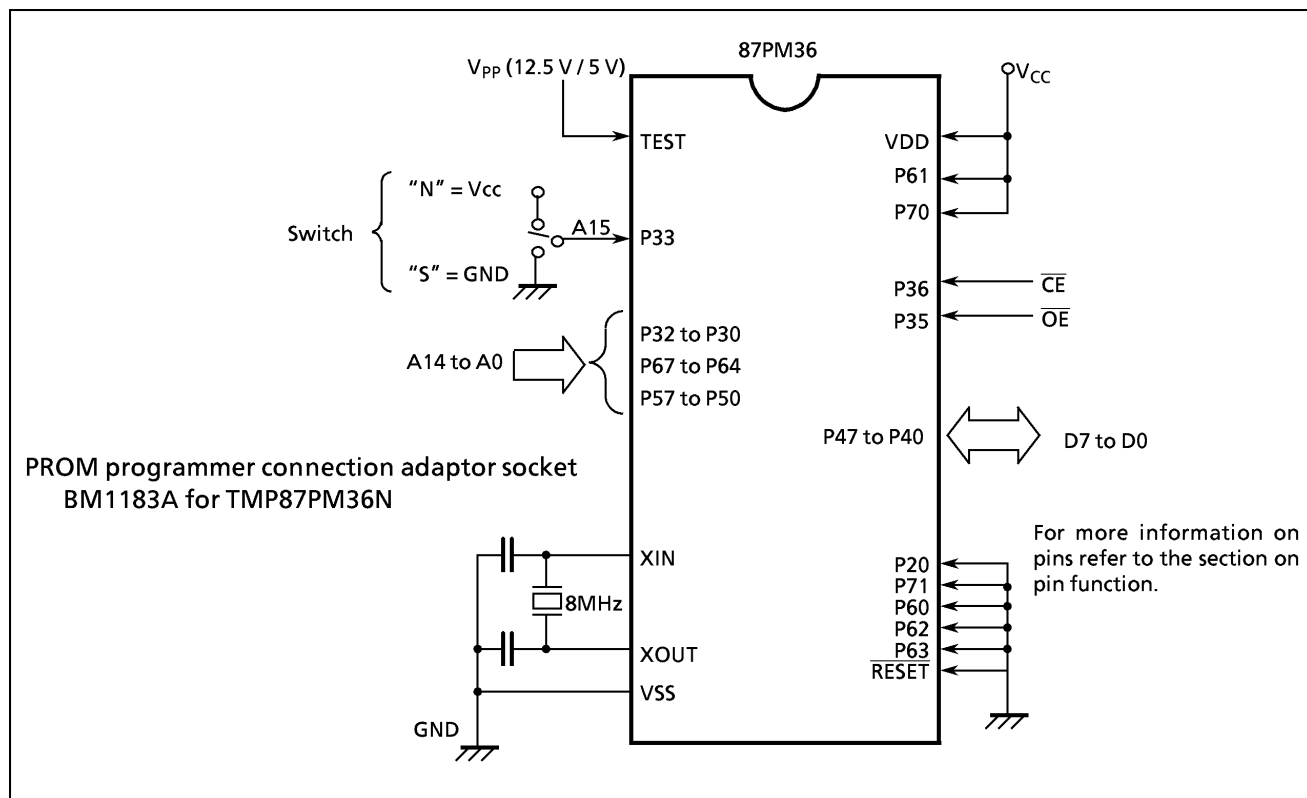 87PM36
VPP (12.5 V / 5 V)
VCC
TEST
VDD
P61
P70
Switch
“N” = Vcc
“S” = GND
A15
P33
P36
CE
P35
OE
A14 to A0
P32 to P30
P67 to P64
P57 to P50
P47 to P40
D7 to D0
PROM programmer connection adaptor socket
BM1183A for TMP87PM36N
For more information on
pins refer to the section on
pin function.
XIN
8MHz
XOUT
VSS
GND
P20
P71
P60
P62
P63
RESET